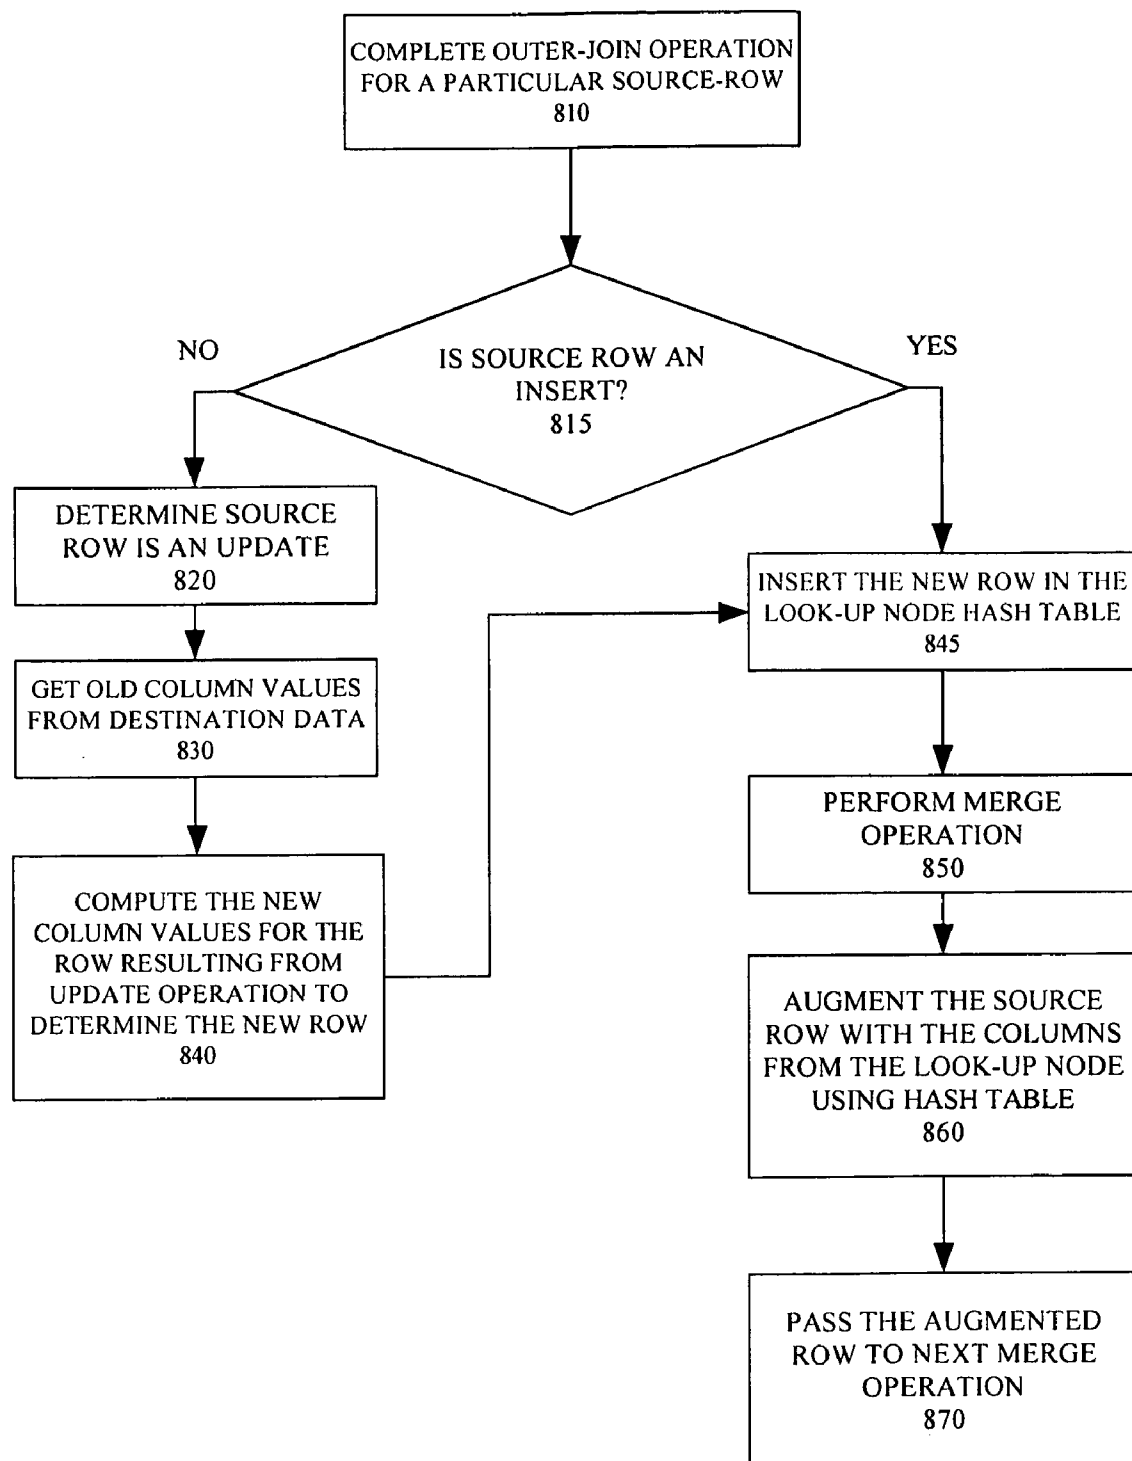 COMPLETE OUTER-JOIN OPERATION
FOR A PARTICULAR SOURCE-ROW
810
NO
YES
IS SOURCE ROW AN
INSERT?
815
DETERMINE SOURCE
ROW IS AN UPDATE
820
GET OLD COLUMN VALUES
FROM DESTINATION DATA
830
COMPUTE THE NEW
COLUMN VALUES FOR THE
ROW RESULTING FROM
UPDATE OPERATION TO
DETERMINE THE NEW ROW
840
INSERT THE NEW ROW IN THE
LOOK-UP NODE HASH TABLE
845
PERFORM MERGE
OPERATION
850
AUGMENT THE SOURCE
ROW WITH THE COLUMNS
FROM THE LOOK-UP NODE
USING HASH TABLE
860
PASS THE AUGMENTED
ROW TO NEXT MERGE
OPERATION
870